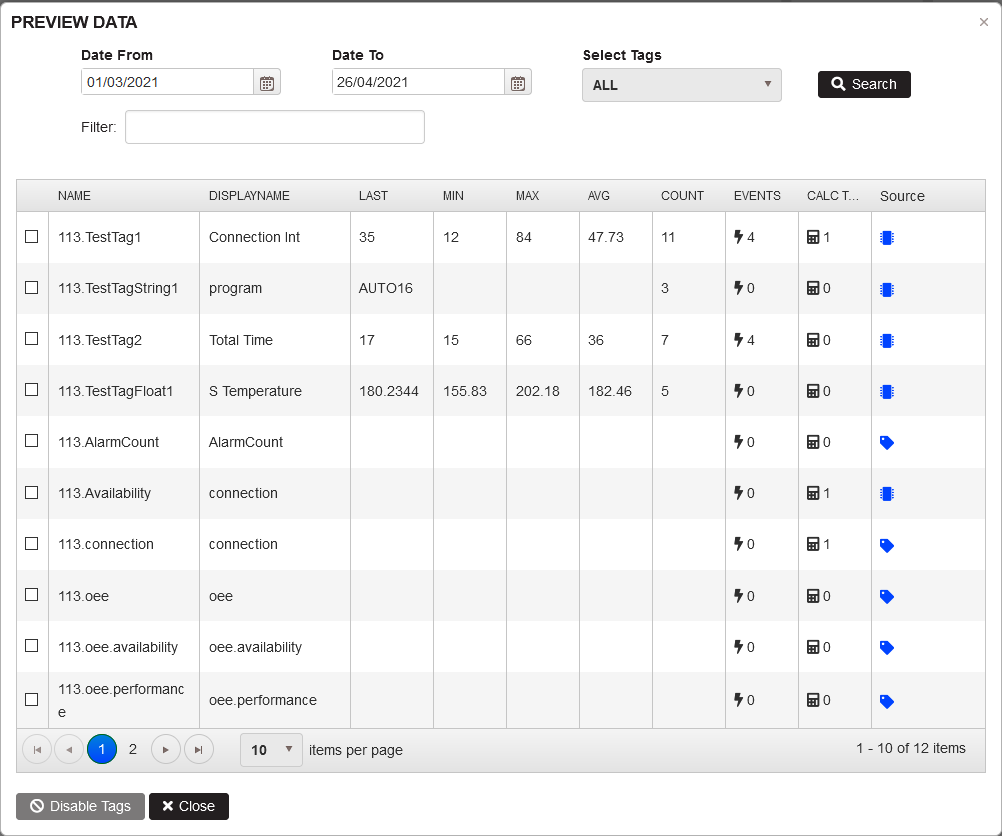 PREVIEW DATA ×
Date From Date To Select Tags
01/03/2021 26/04/2021 ALL Search
Filter:
NAME DISPLAYNAME LAST MIN MAX AVG COUNT EVENTS CALC T... Source
113.TestTag1 Connection Int 35 12 84 47.73 11 4 1
113.TestTagString1 program AUTO16 3 0 0
113.TestTag2 Total Time 17 15 66 36 7 4 0
113.TestTagFloat1 S Temperature 180.2344 155.83 202.18 182.46 5 0 0
113.AlarmCount AlarmCount 0 0
113.Availability connection 0 1
113.connection connection 0 1
113.oee oee 0 0
113.oee.availability oee.availability 0 0
113.oee.performanc
e oee.performance 0 0
1 2 10 items per page 1 - 10 of 12 items
Disable Tags Close